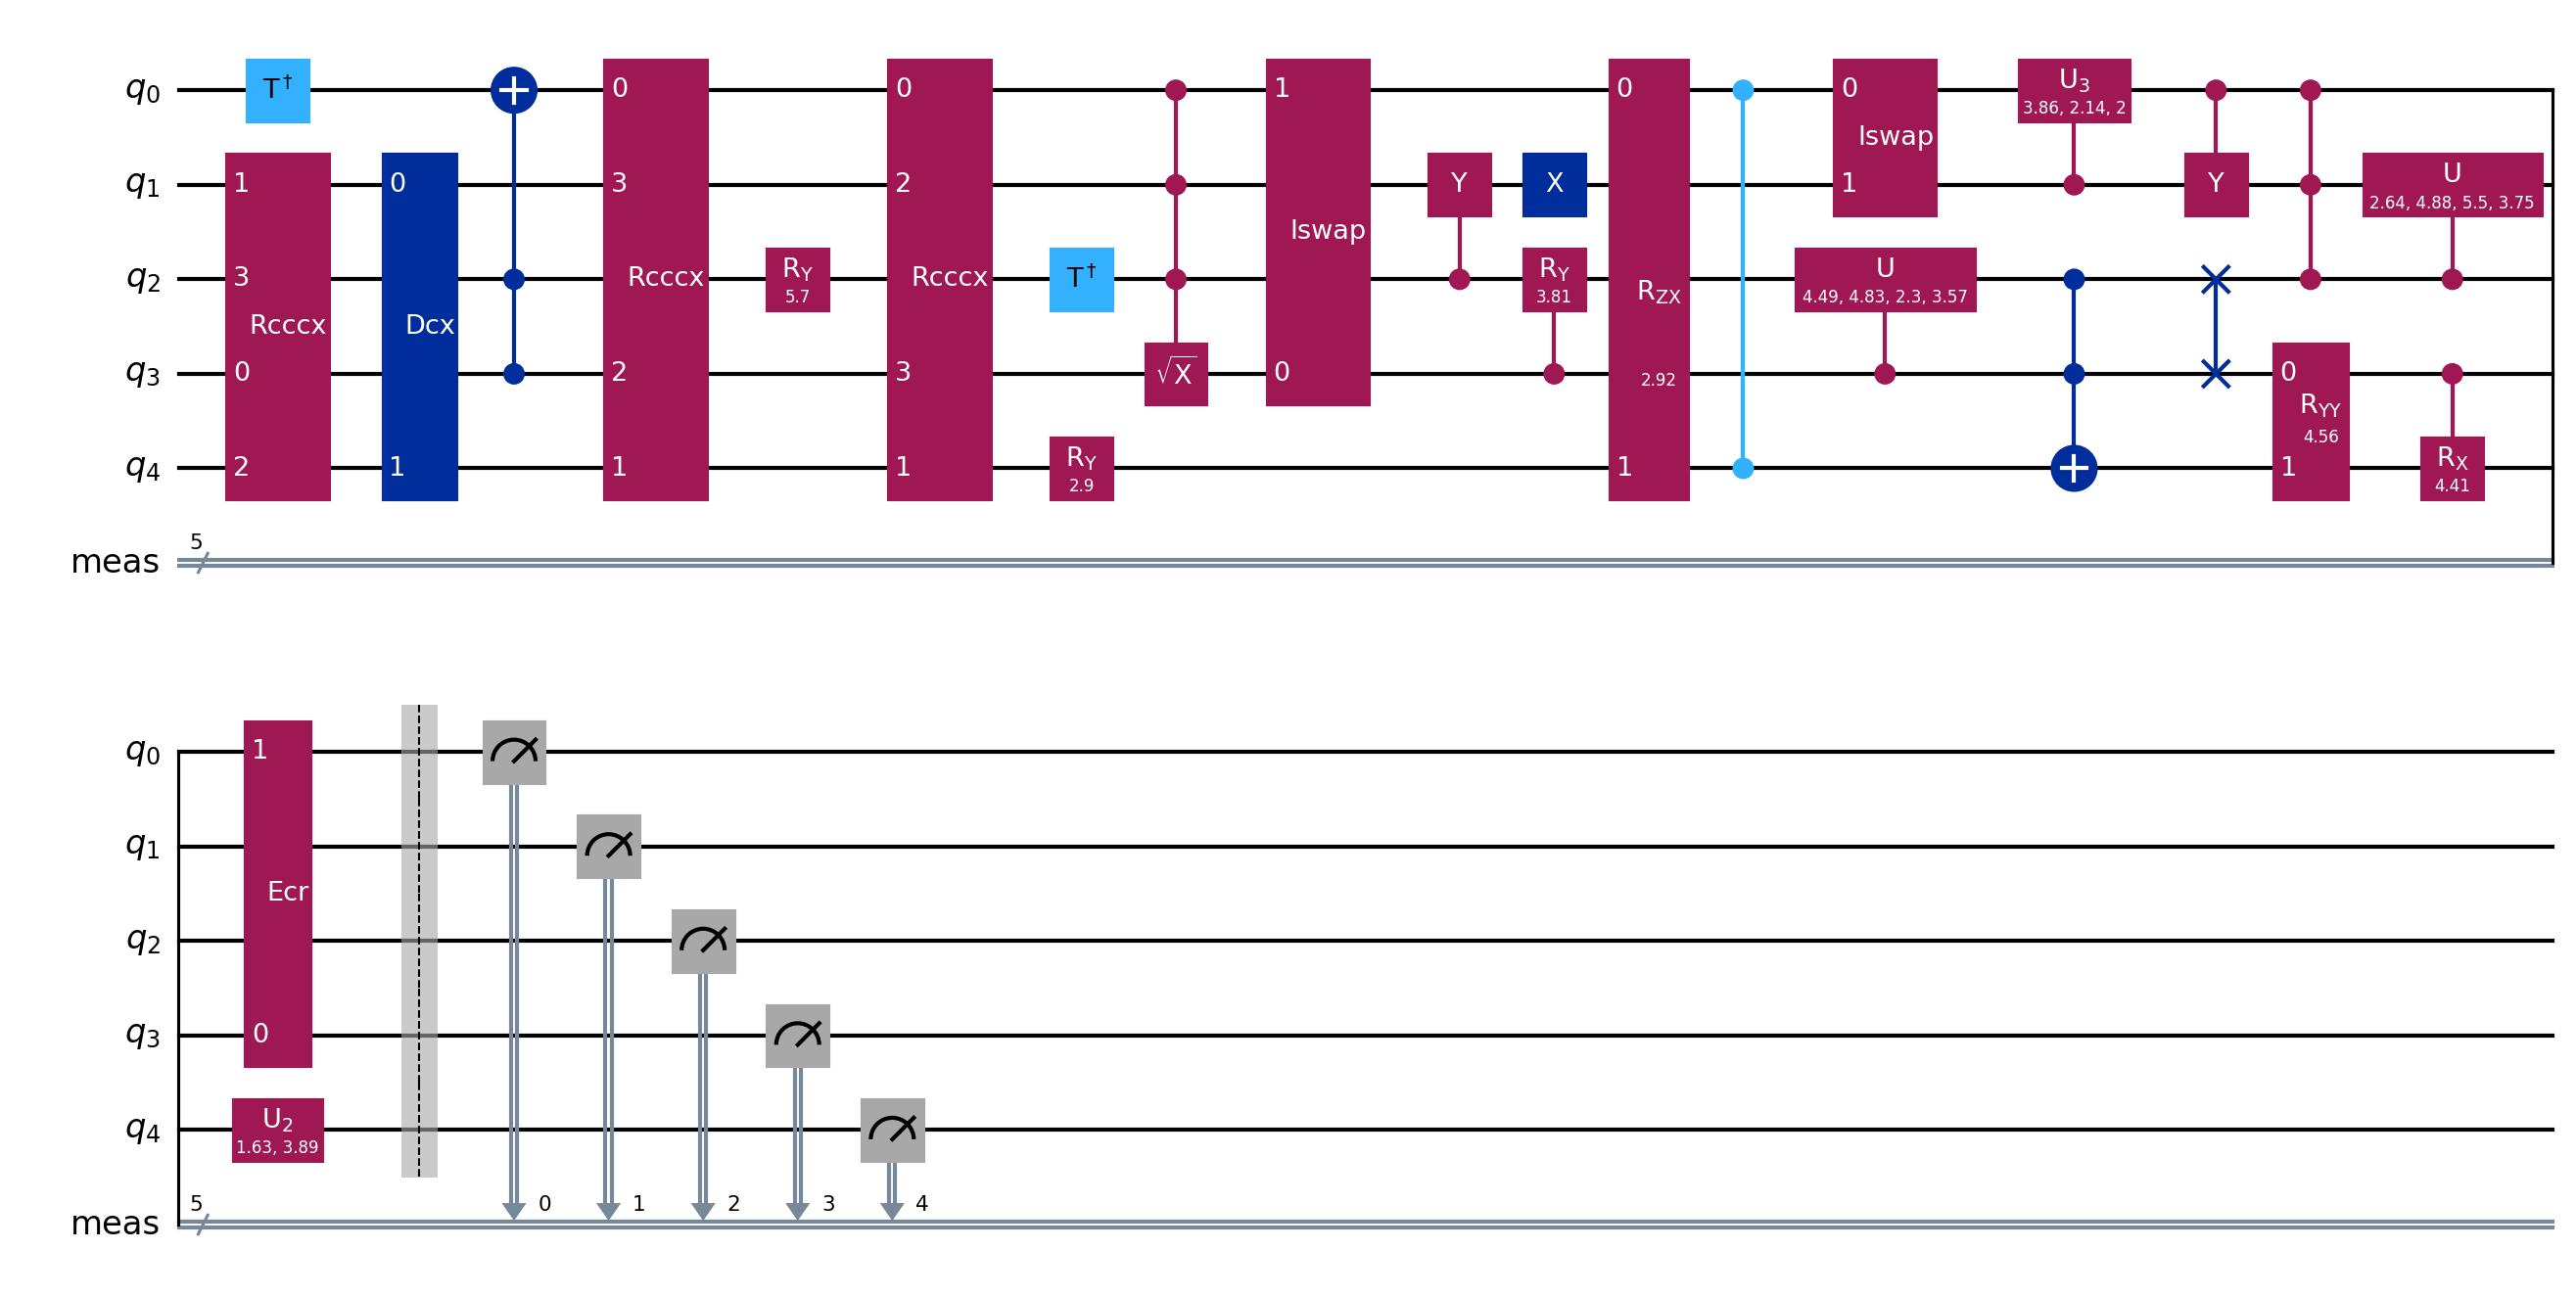 q0 T† 0 0 1 0 0 U3
3.86, 2.14, 2
q1 1 0 3 2 Y X Iswap 1 Y U
2.64, 4.88, 5.5, 3.75
q2 3 Rcccx RY Rcccx T† Iswap RY RZX U
5.7 3.81 4.49, 4.83, 2.3, 3.57
Rcccx Dcx
q3 0 2 3 √X 0 2.92 0
RYY
4.56
q4 2 1 1 1 RY 1 1 RX
2.9 4.41
5
meas
q0 1
q1
Ecr
q2
q3 0
q4 U2
1.63, 3.89
5 0 1 2 3 4
meas